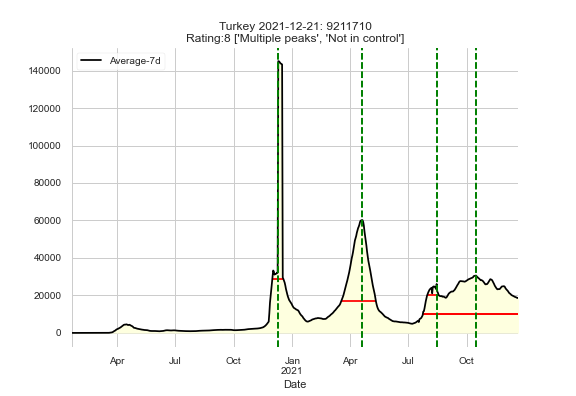 Turkey 2021-12-21: 9211710
Rating:8 ['Multiple peaks', 'Not in control']
Average-7d
140000
120000
100000
80000
60000
40000
20000
0
Apr Jul Oct Jan Apr Jul Oct
2021
Date